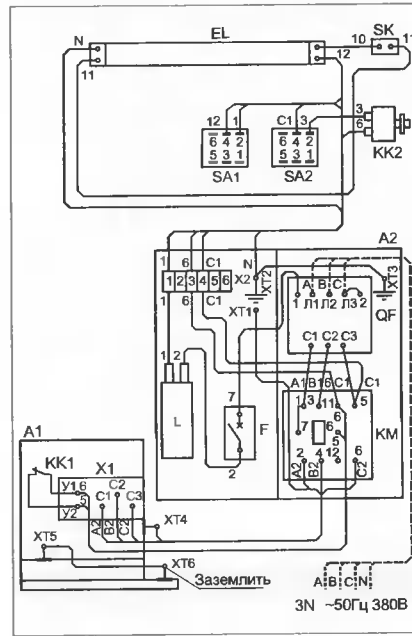 N
EL
10
SK
11
11
12
12 1
6 4 2
5 3 1
SA1
C1 3
6 4 2
5 3 1
SA2
3
6
KK2
A2
1 6 C1
1 2 3 4 5 6
X2
1 6 C1
N
XT2
XT1
XT3
A B C
1 Л1 Л2 Л3 2
QF
C1 C2 C3
1 2
L
7
F
2
A1 B1 6 C1 C1
1 3 11 5
7 6 6
5
2 4 12 6
A2 B2 C2
KM
A1
KK1
X1
У1 6
У2 5
C1 C2 C3
A2 B2 C2
XT4
XT5
XT6
Заземлить
A B C N
3N ~50Гц 380В